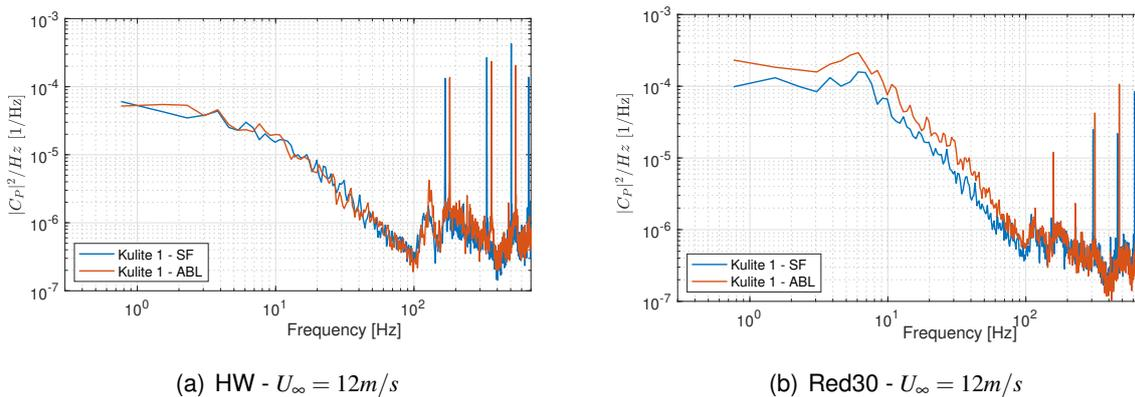 10^-3
10^-4
10^-5
10^-6
10^-7
|C_P|^2/Hz [1/Hz]
10^0 10^1 10^2
Frequency [Hz]
Kulite 1 - SF
Kulite 1 - ABL
(a) HW - U_∞ = 12m/s
10^-3
10^-4
10^-5
10^-6
10^-7
|C_P|^2/Hz [1/Hz]
10^0 10^1 10^2
Frequency [Hz]
Kulite 1 - SF
Kulite 1 - ABL
(b) Red30 - U_∞ = 12m/s